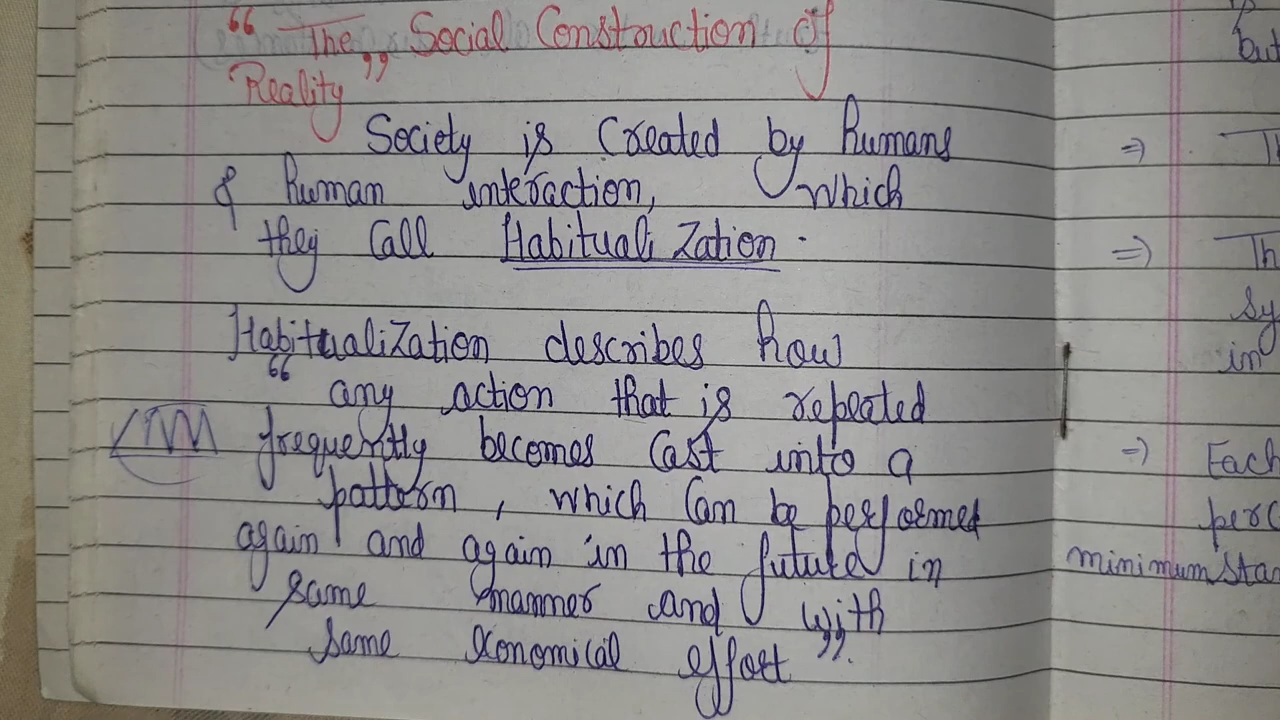 “ The Social Construction of
Reality ”
Society is Created by humans
& human interaction, which
they Call Habituali Zation .
HabitualiZation describes how
“ any action that is repeated
frequently becomes Cast into a
pattern , which Can be performed
again and again in the future in
same manner and with
same economical effort ”.
but
⇒ Th
⇒ Th
Sy
in
⇒ Each
perc
minimum Sta